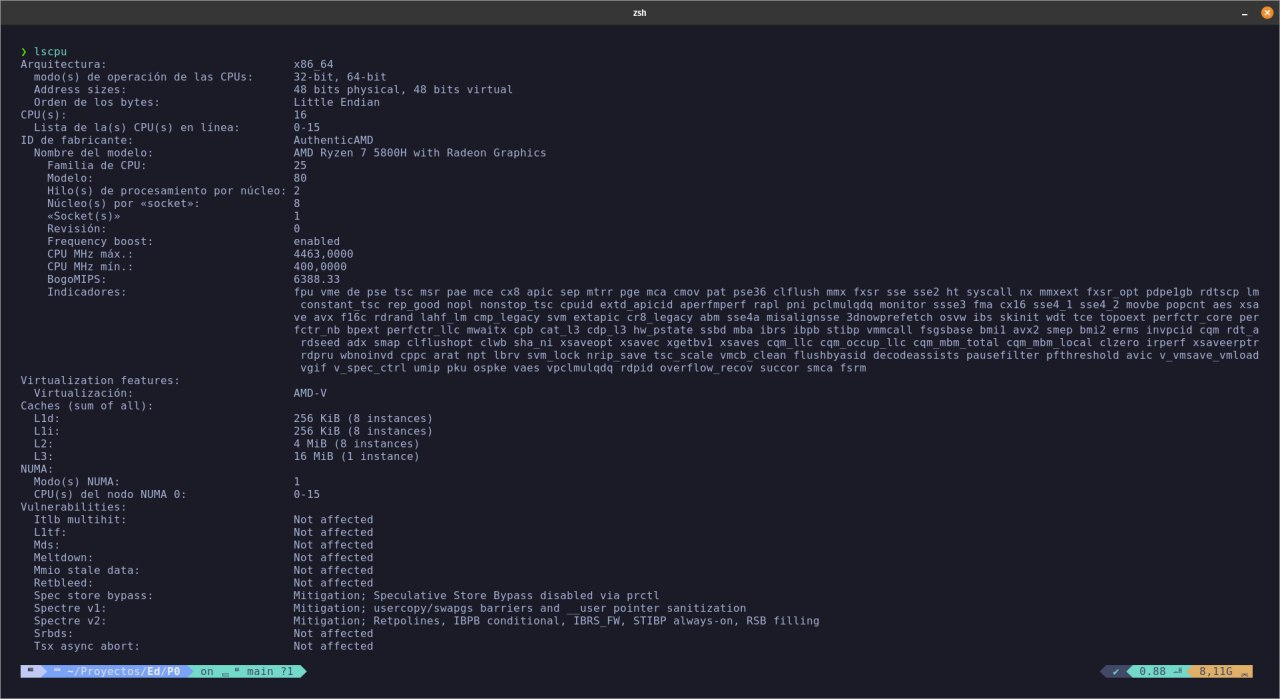 zsh
❯ lscpu
Arquitectura: x86_64
modo(s) de operación de las CPUs: 32-bit, 64-bit
Address sizes: 48 bits physical, 48 bits virtual
Orden de los bytes: Little Endian
CPU(s): 16
Lista de la(s) CPU(s) en línea: 0-15
ID de fabricante: AuthenticAMD
Nombre del modelo: AMD Ryzen 7 5800H with Radeon Graphics
Familia de CPU: 25
Modelo: 80
Hilo(s) de procesamiento por núcleo: 2
Núcleo(s) por «socket»: 8
«Socket(s)» 1
Revisión: 0
Frequency boost: enabled
CPU MHz máx.: 4463,0000
CPU MHz mín.: 400,0000
BogoMIPS: 6388.33
Indicadores: fpu vme de pse tsc msr pae mce cx8 apic sep mtrr pge mca cmov pat pse36 clflush mmx fxsr sse sse2 ht syscall nx mmxext fxsr_opt pdpe1gb rdtscp lm
constant_tsc rep_good nopl nonstop_tsc cpuid extd_apicid aperfmperf rapl pni pclmulqdq monitor ssse3 fma cx16 sse4_1 sse4_2 movbe popcnt aes xsa
ve avx f16c rdrand lahf_lm cmp_legacy svm extapic cr8_legacy abm sse4a misalignsse 3dnowprefetch osvw ibs skinit wdt tce topoext perfctr_core per
fctr_nb bpext perfctr_llc mwaitx cpb cat_l3 cdp_l3 hw_pstate ssbd mba ibrs ibpb stibp vmmcall fsgsbase bmi1 avx2 smep bmi2 erms invpcid cqm rdt_a
rdseed adx smap clflushopt clwb sha_ni xsaveopt xsavec xgetbv1 xsaves cqm_llc cqm_occup_llc cqm_mbm_total cqm_mbm_local clzero irperf xsaveerptr
rdpru wbnoinvd cppc arat npt lbrv svm_lock nrip_save tsc_scale vmcb_clean flushbyasid decodeassists pausefilter pfthreshold avic v_vmsave_vmload
vgif v_spec_ctrl umip pku ospke vaes vpclmulqdq rdpid overflow_recov succor smca fsrm
Virtualization features:
Virtualización: AMD-V
Caches (sum of all):
L1d: 256 KiB (8 instances)
L1i: 256 KiB (8 instances)
L2: 4 MiB (8 instances)
L3: 16 MiB (1 instance)
NUMA:
Modo(s) NUMA: 1
CPU(s) del nodo NUMA 0: 0-15
Vulnerabilities:
Itlb multihit: Not affected
L1tf: Not affected
Mds: Not affected
Meltdown: Not affected
Mmio stale data: Not affected
Retbleed: Not affected
Spec store bypass: Mitigation; Speculative Store Bypass disabled via prctl
Spectre v1: Mitigation; usercopy/swapgs barriers and __user pointer sanitization
Spectre v2: Mitigation; Retpolines, IBPB conditional, IBRS_FW, STIBP always-on, RSB filling
Srbds: Not affected
Tsx async abort: Not affected
~/Proyectos/Ed/P0 on main ?1 ✔ 0.88 8,11G